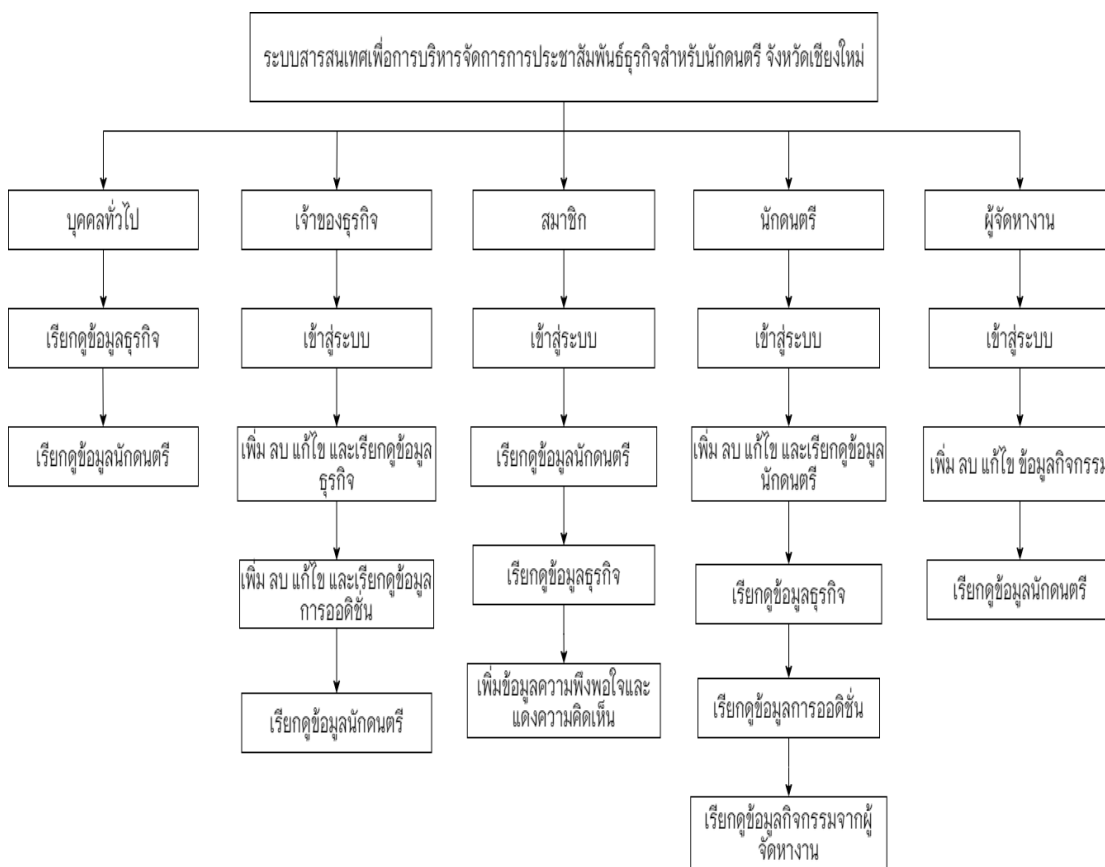 ระบบสารสนเทศเพื่อการบริหารจัดการการประชาสัมพันธ์ธุรกิจสำหรับนักดนตรี จังหวัดเชียงใหม่
บุคคลทั่วไป
เจ้าของธุรกิจ
สมาชิก
นักดนตรี
ผู้จัดหางาน
เรียกดูข้อมูลธุรกิจ
เข้าสู่ระบบ
เข้าสู่ระบบ
เข้าสู่ระบบ
เข้าสู่ระบบ
เรียกดูข้อมูลนักดนตรี
เพิ่ม ลบ แก้ไข และเรียกดูข้อมูล
ธุรกิจ
เรียกดูข้อมูลนักดนตรี
เพิ่ม ลบ แก้ไข และเรียกดูข้อมูล
นักดนตรี
เพิ่ม ลบ แก้ไข ข้อมูลกิจกรรม
เพิ่ม ลบ แก้ไข และเรียกดูข้อมูล
การออดิชั่น
เรียกดูข้อมูลธุรกิจ
เรียกดูข้อมูลธุรกิจ
เรียกดูข้อมูลนักดนตรี
เรียกดูข้อมูลนักดนตรี
เพิ่มข้อมูลความพึงพอใจและ
แดงความคิดเห็น
เรียกดูข้อมูลการออดิชั่น
เรียกดูข้อมูลกิจกรรมจากผู้
จัดหางาน